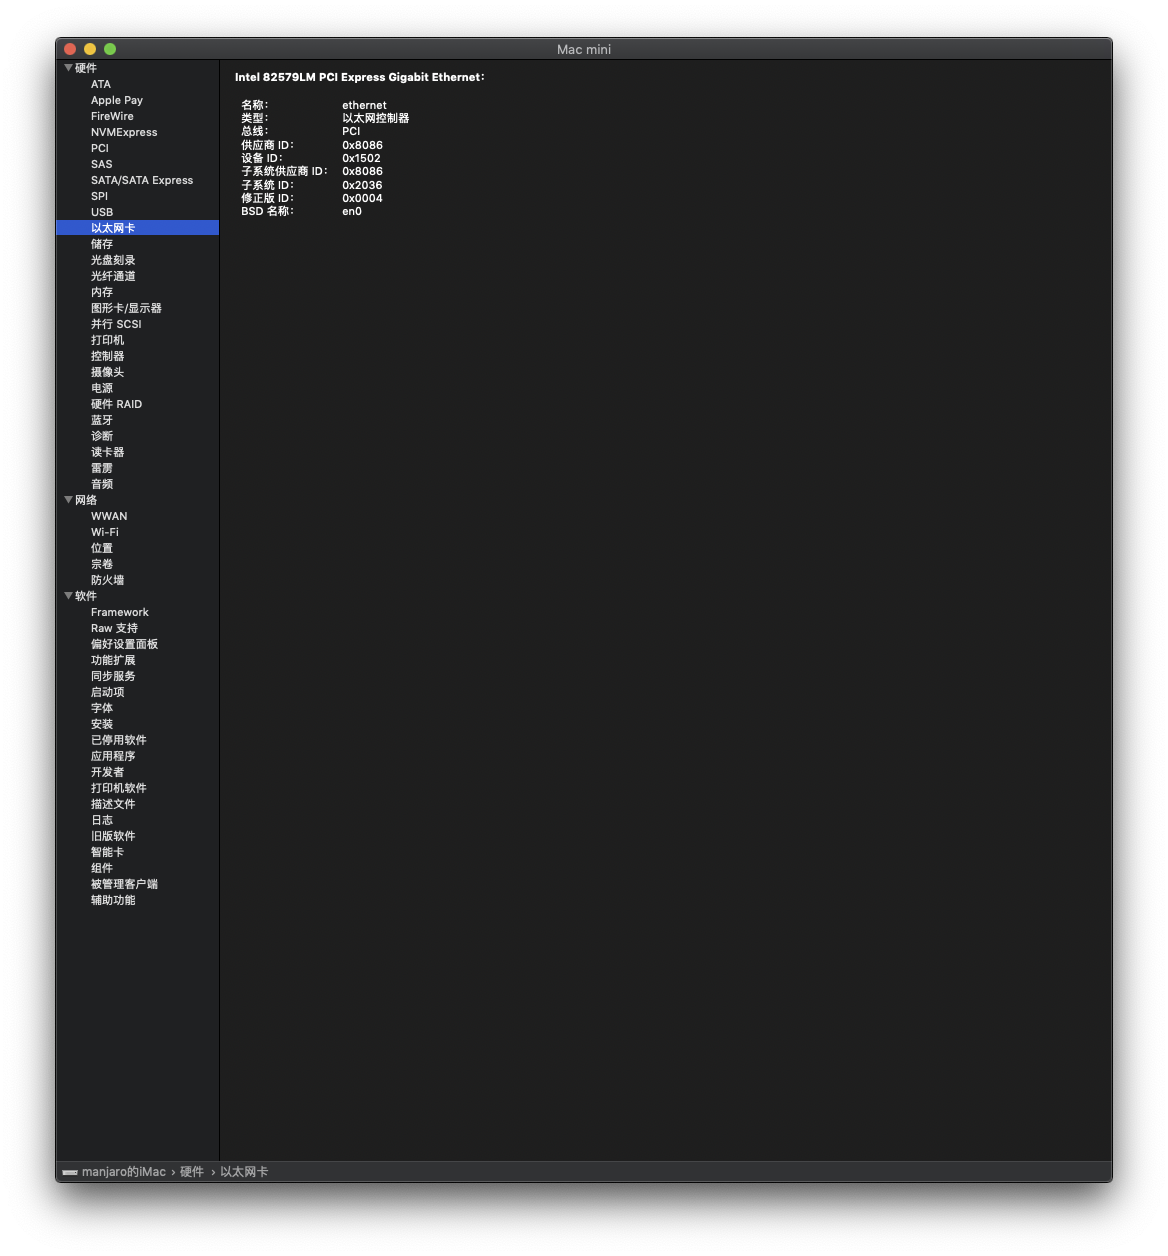 Mac mini
硬件
ATA
Apple Pay
FireWire
NVMExpress
PCI
SAS
SATA/SATA Express
SPI
USB
以太网卡
储存
光盘刻录
光纤通道
内存
图形卡/显示器
并行 SCSI
打印机
控制器
摄像头
电源
硬件 RAID
蓝牙
诊断
读卡器
雷雳
音频
网络
WWAN
Wi-Fi
位置
宗卷
防火墙
软件
Framework
Raw 支持
偏好设置面板
功能扩展
同步服务
启动项
字体
安装
已停用软件
应用程序
开发者
打印机软件
描述文件
日志
旧版软件
智能卡
组件
被管理客户端
辅助功能
Intel 82579LM PCI Express Gigabit Ethernet：
名称： ethernet
类型： 以太网控制器
总线： PCI
供应商 ID： 0x8086
设备 ID： 0x1502
子系统供应商 ID： 0x8086
子系统 ID： 0x2036
修正版 ID： 0x0004
BSD 名称： en0
manjaro的iMac › 硬件 › 以太网卡